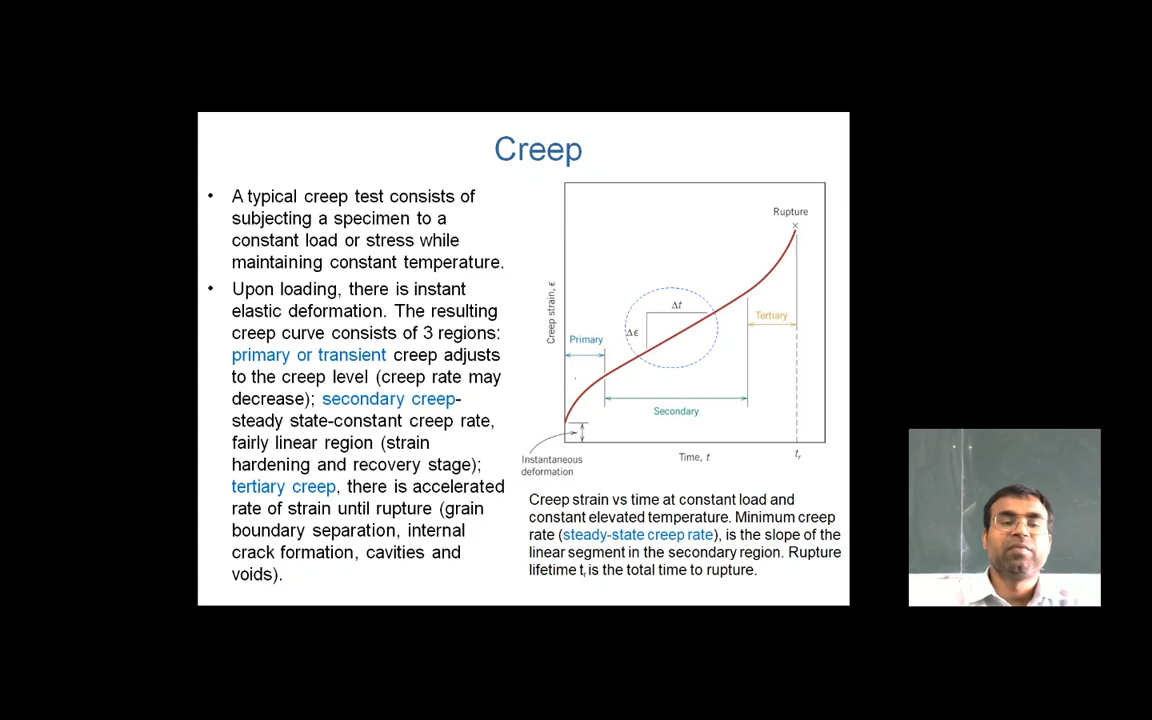 Creep
• A typical creep test consists of
subjecting a specimen to a
constant load or stress while
maintaining constant temperature.
• Upon loading, there is instant
elastic deformation. The resulting
creep curve consists of 3 regions:
primary or transient creep adjusts
to the creep level (creep rate may
decrease); secondary creep-
steady state-constant creep rate,
fairly linear region (strain
hardening and recovery stage);
tertiary creep, there is accelerated
rate of strain until rupture (grain
boundary separation, internal
crack formation, cavities and
voids).
Rupture
×
Creep strain, ϵ
Δt
Δϵ
Primary
Tertiary
Secondary
Instantaneous
deformation
Time, t
tr
Creep strain vs time at constant load and
constant elevated temperature. Minimum creep
rate (steady-state creep rate), is the slope of the
linear segment in the secondary region. Rupture
lifetime tr is the total time to rupture.